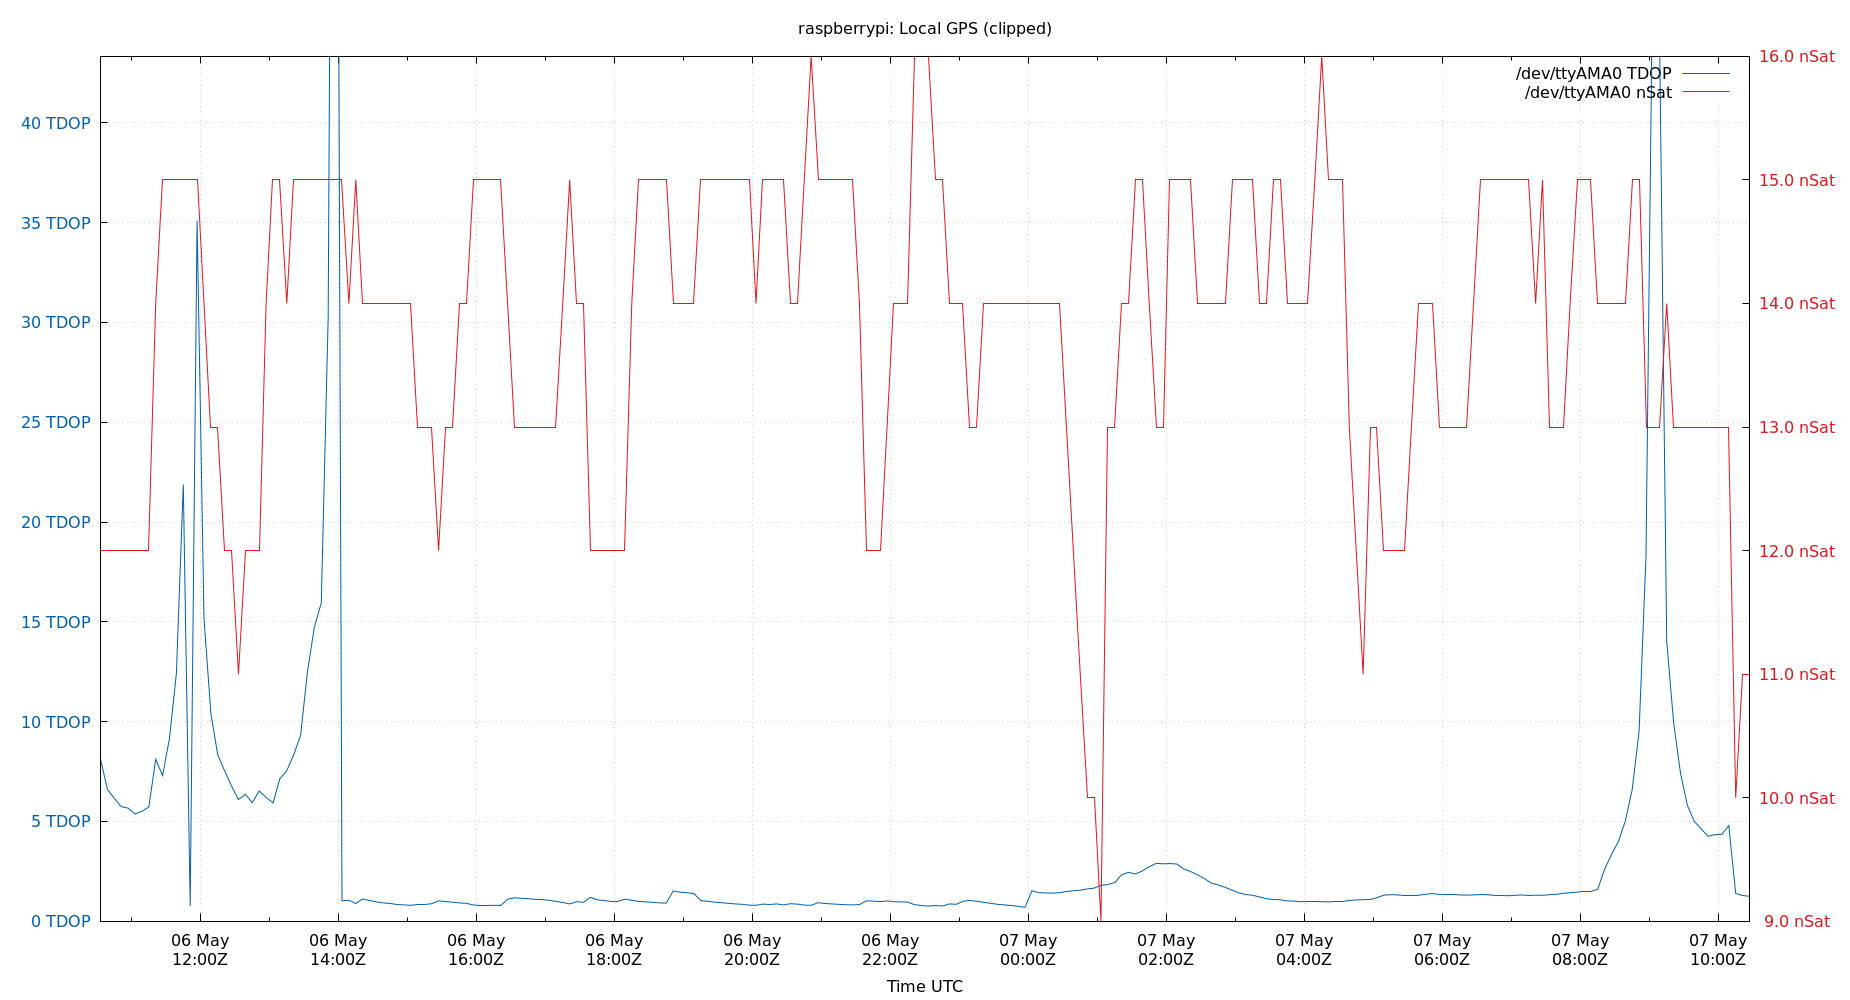 raspberrypi: Local GPS (clipped)
/dev/ttyAMA0 TDOP
/dev/ttyAMA0 nSat
40 TDOP
35 TDOP
30 TDOP
25 TDOP
20 TDOP
15 TDOP
10 TDOP
5 TDOP
0 TDOP
16.0 nSat
15.0 nSat
14.0 nSat
13.0 nSat
12.0 nSat
11.0 nSat
10.0 nSat
9.0 nSat
06 May
12:00Z
06 May
14:00Z
06 May
16:00Z
06 May
18:00Z
06 May
20:00Z
06 May
22:00Z
07 May
00:00Z
07 May
02:00Z
07 May
04:00Z
07 May
06:00Z
07 May
08:00Z
07 May
10:00Z
Time UTC